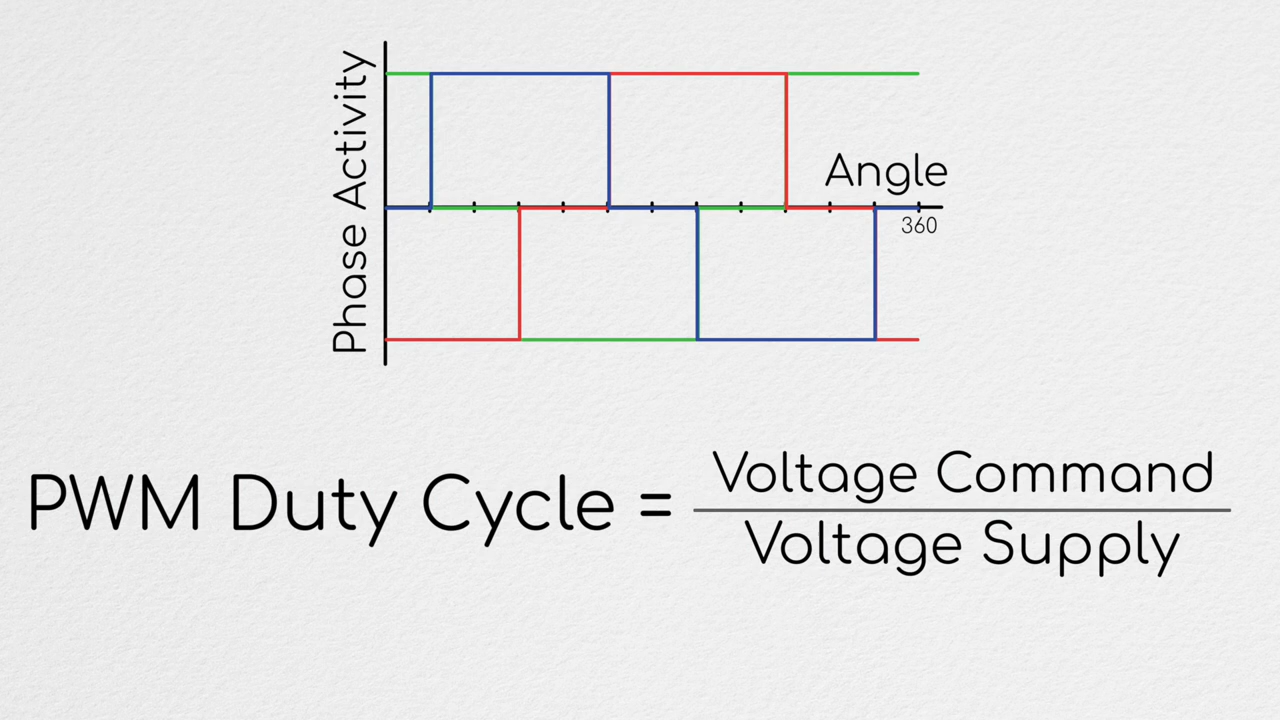 Phase Activity
Angle
360
PWM Duty Cycle = Voltage Command
Voltage Supply